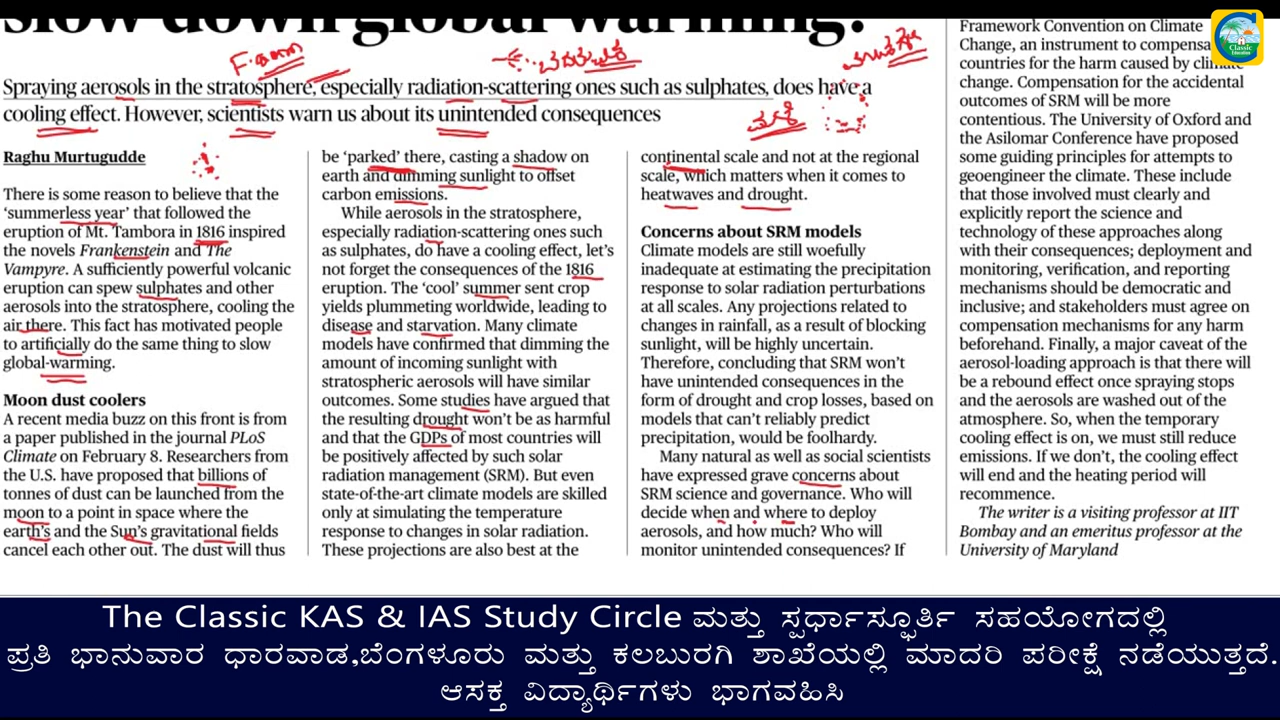 slow down global warming?
Spraying aerosols in the stratosphere, especially radiation-scattering ones such as sulphates, does have a
cooling effect. However, scientists warn us about its unintended consequences
Raghu Murtugudde
There is some reason to believe that the
‘summerless year’ that followed the
eruption of Mt. Tambora in 1816 inspired
the novels Frankenstein and The
Vampyre. A sufficiently powerful volcanic
eruption can spew sulphates and other
aerosols into the stratosphere, cooling the
air there. This fact has motivated people
to artificially do the same thing to slow
global-warming.
Moon dust coolers
A recent media buzz on this front is from
a paper published in the journal PLoS
Climate on February 8. Researchers from
the U.S. have proposed that billions of
tonnes of dust can be launched from the
moon to a point in space where the
earth’s and the Sun’s gravitational fields
cancel each other out. The dust will thus
be ‘parked’ there, casting a shadow on
earth and dimming sunlight to offset
carbon emissions.
While aerosols in the stratosphere,
especially radiation-scattering ones such
as sulphates, do have a cooling effect, let’s
not forget the consequences of the 1816
eruption. The ‘cool’ summer sent crop
yields plummeting worldwide, leading to
disease and starvation. Many climate
models have confirmed that dimming the
amount of incoming sunlight with
stratospheric aerosols will have similar
outcomes. Some studies have argued that
the resulting drought won’t be as harmful
and that the GDPs of most countries will
be positively affected by such solar
radiation management (SRM). But even
state-of-the-art climate models are skilled
only at simulating the temperature
response to changes in solar radiation.
These projections are also best at the
continental scale and not at the regional
scale, which matters when it comes to
heatwaves and drought.
Concerns about SRM models
Climate models are still woefully
inadequate at estimating the precipitation
response to solar radiation perturbations
at all scales. Any projections related to
changes in rainfall, as a result of blocking
sunlight, will be highly uncertain.
Therefore, concluding that SRM won’t
have unintended consequences in the
form of drought and crop losses, based on
models that can’t reliably predict
precipitation, would be foolhardy.
Many natural as well as social scientists
have expressed grave concerns about
SRM science and governance. Who will
decide when and where to deploy
aerosols, and how much? Who will
monitor unintended consequences? If
Framework Convention on Climate
Change, an instrument to compensate
countries for the harm caused by climate
change. Compensation for the accidental
outcomes of SRM will be more
contentious. The University of Oxford and
the Asilomar Conference have proposed
some guiding principles for attempts to
geoengineer the climate. These include
that those involved must clearly and
explicitly report the science and
technology of these approaches along
with their consequences; deployment and
monitoring, verification, and reporting
mechanisms should be democratic and
inclusive; and stakeholders must agree on
compensation mechanisms for any harm
beforehand. Finally, a major caveat of the
aerosol-loading approach is that there will
be a rebound effect once spraying stops
and the aerosols are washed out of the
atmosphere. So, when the temporary
cooling effect is on, we must still reduce
emissions. If we don’t, the cooling effect
will end and the heating period will
recommence.
The writer is a visiting professor at IIT
Bombay and an emeritus professor at the
University of Maryland
Classic
Education
The Classic KAS & IAS Study Circle ಮತ್ತು ಸ್ಪರ್ಧಾಸ್ಫೂರ್ತಿ ಸಹಯೋಗದಲ್ಲಿ
ಪ್ರತಿ ಭಾನುವಾರ ಧಾರವಾಡ,ಬೆಂಗಳೂರು ಮತ್ತು ಕಲಬುರಗಿ ಶಾಖೆಯಲ್ಲಿ ಮಾದರಿ ಪರೀಕ್ಷೆ ನಡೆಯುತ್ತದೆ.
ಆಸಕ್ತ ವಿದ್ಯಾರ್ಥಿಗಳು ಭಾಗವಹಿಸಿ